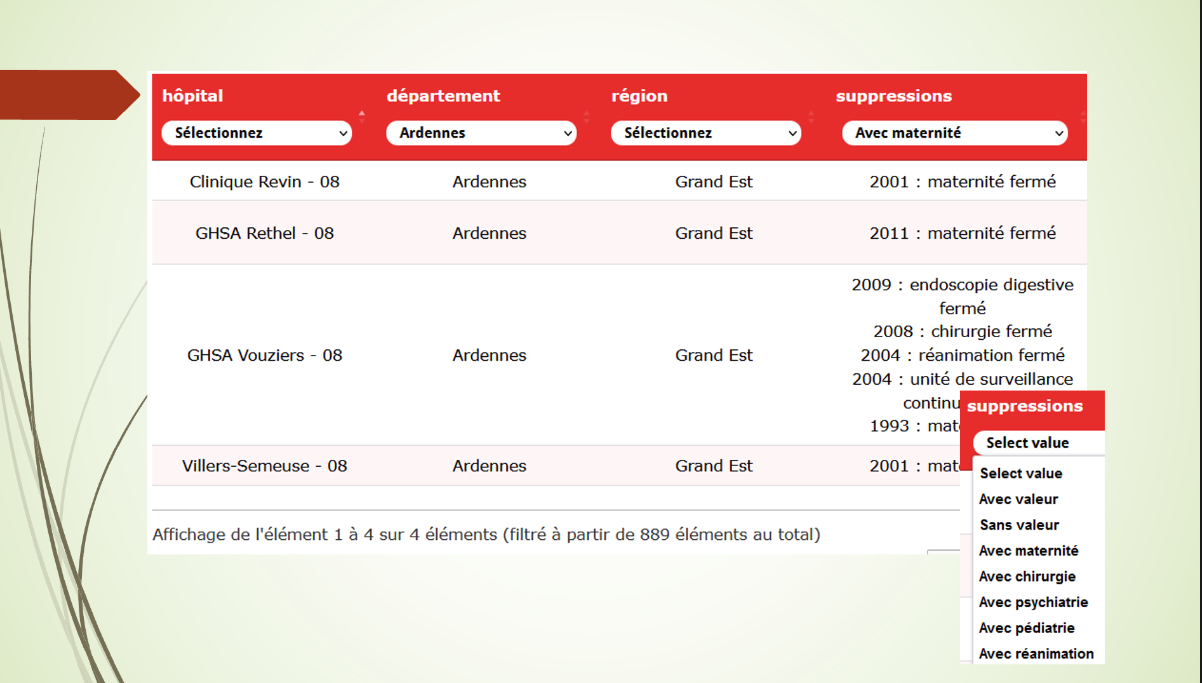 hôpital département région suppressions
Sélectionnez Ardennes Sélectionnez Avec maternité
Clinique Revin - 08 Ardennes Grand Est 2001 : maternité fermé
GHSA Rethel - 08 Ardennes Grand Est 2011 : maternité fermé
2009 : endoscopie digestive
fermé
2008 : chirurgie fermé
GHSA Vouziers - 08 Ardennes Grand Est 2004 : réanimation fermé
2004 : unité de surveillance
continu
1993 : mat
Villers-Semeuse - 08 Ardennes Grand Est 2001 : mat
Affichage de l'élément 1 à 4 sur 4 éléments (filtré à partir de 889 éléments au total)
suppressions
Select value
Select value
Avec valeur
Sans valeur
Avec maternité
Avec chirurgie
Avec psychiatrie
Avec pédiatrie
Avec réanimation